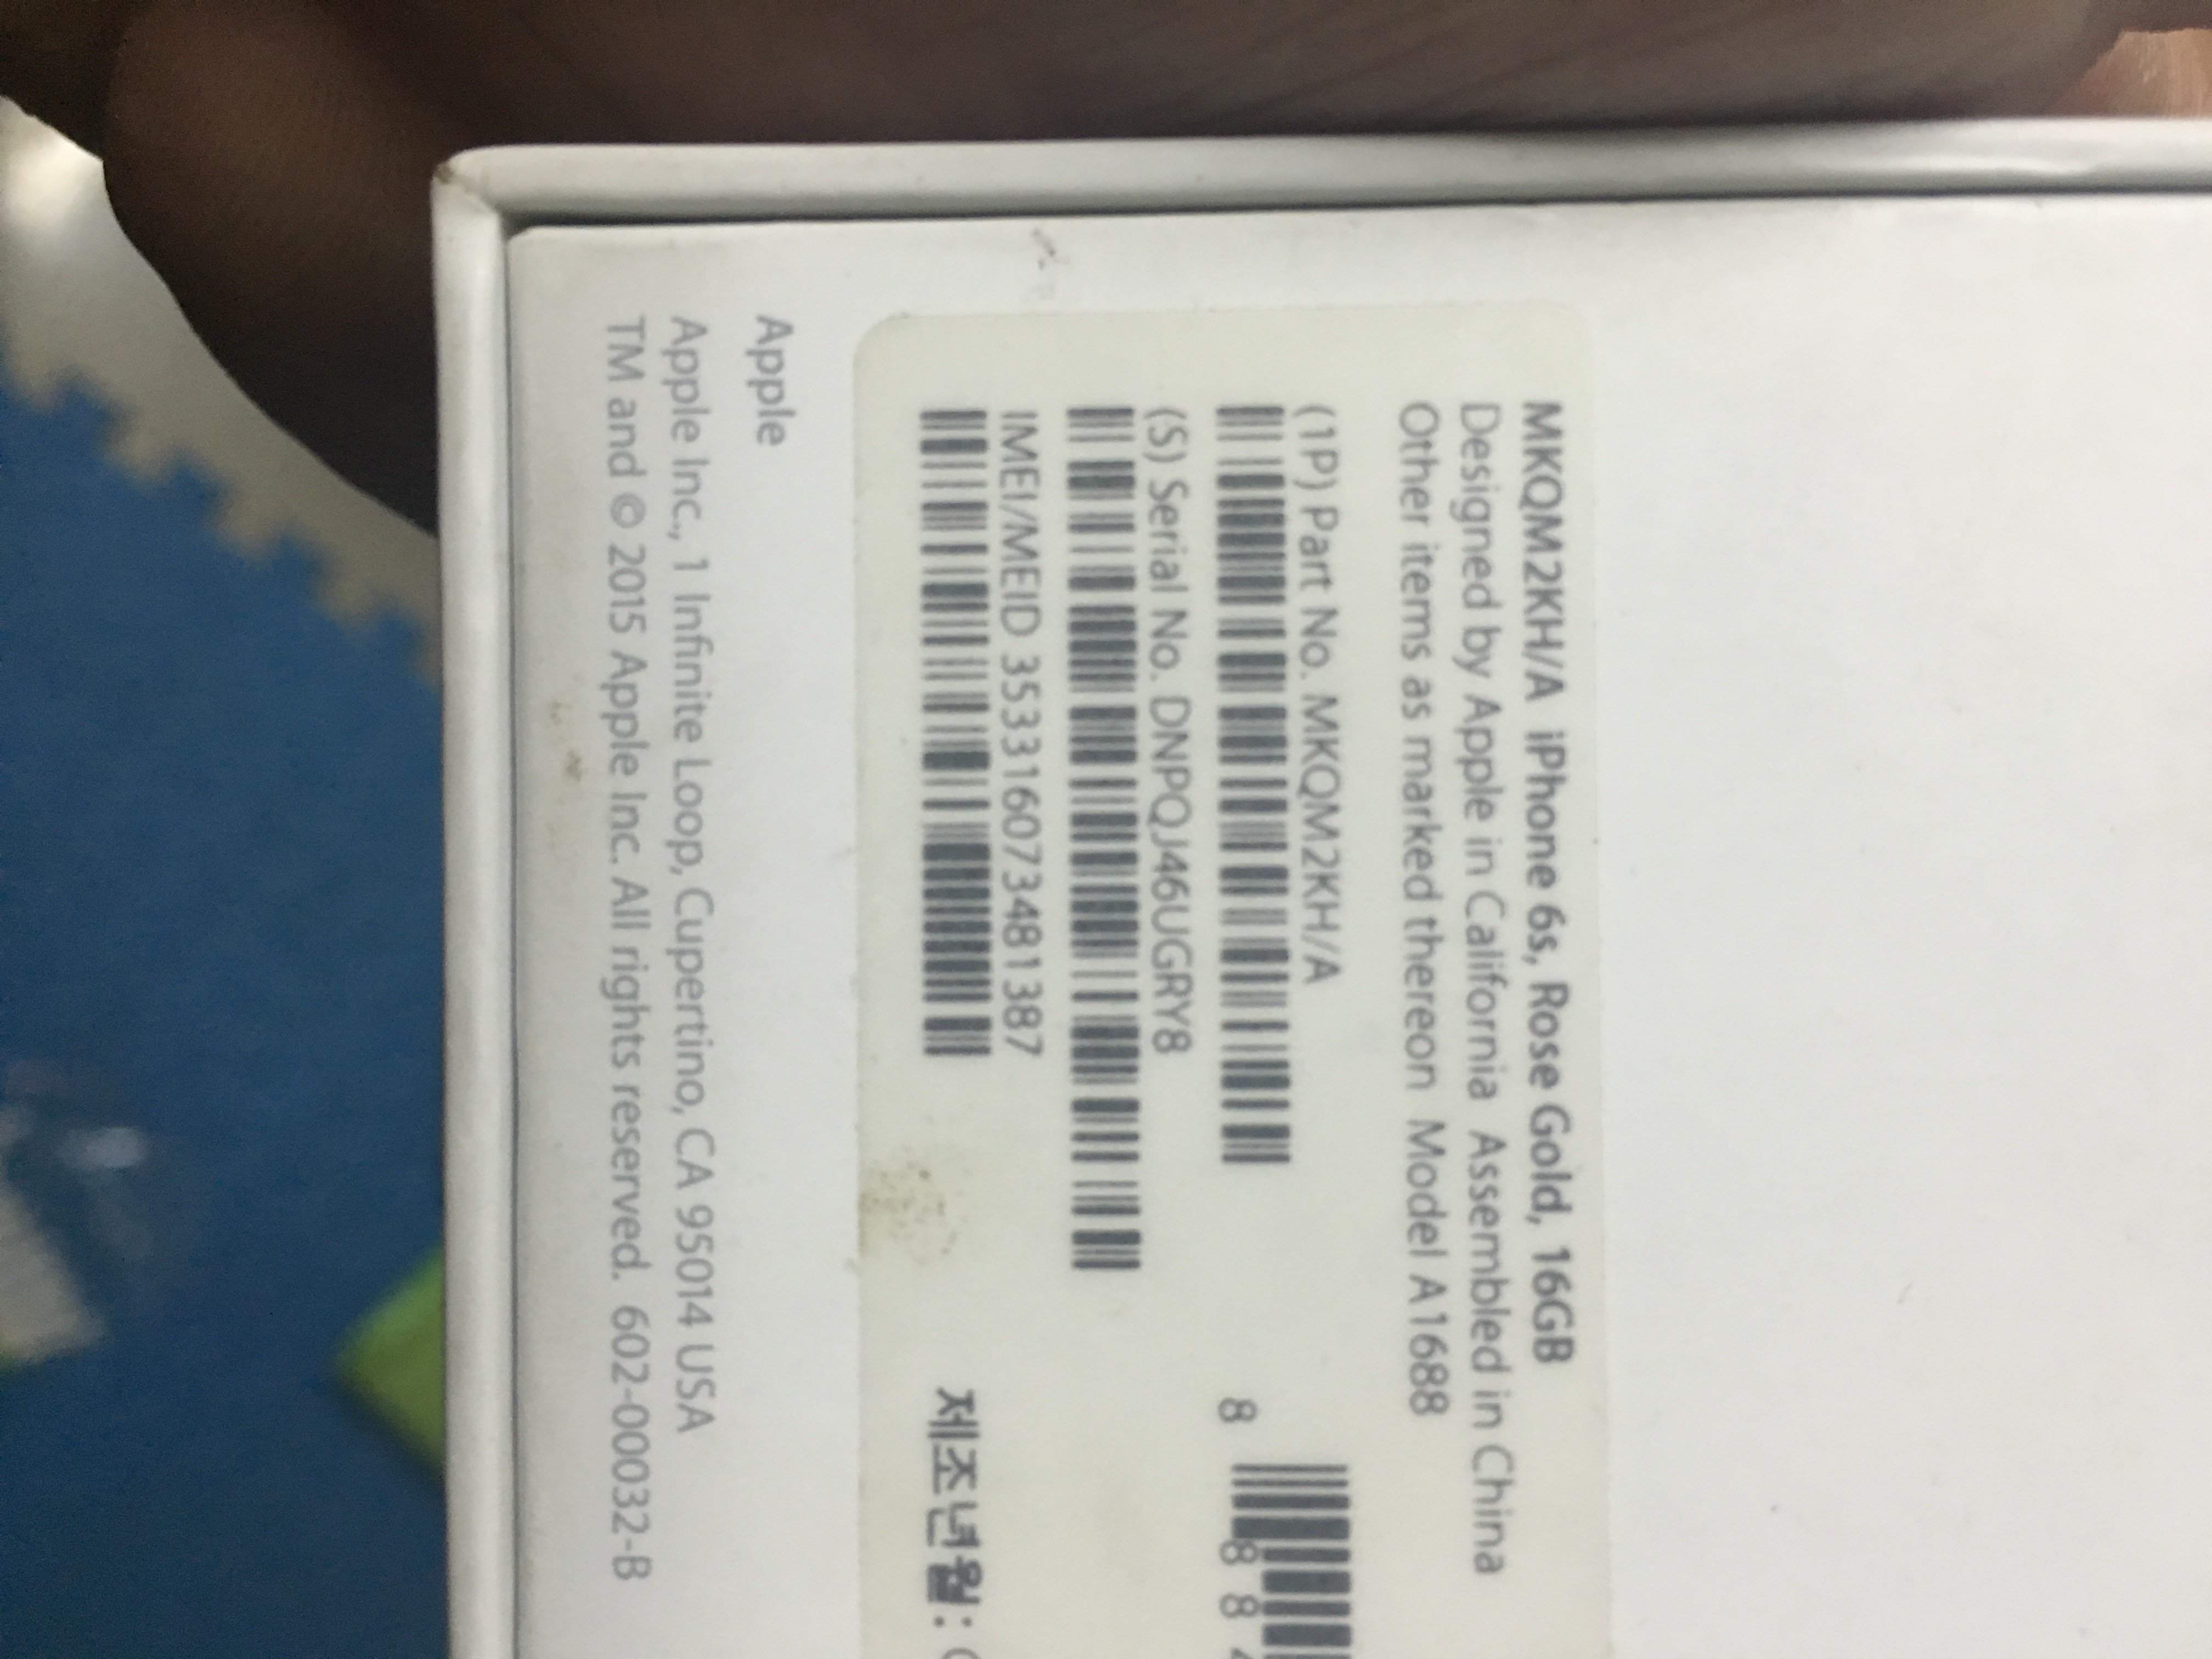 MKQM2KH/A iPhone 6s, Rose Gold, 16GB
Designed by Apple in California Assembled in China
Other items as marked thereon Model A1688
(1P) Part No. MKQM2KH/A
(S) Serial No. DNPQJ46UGRY8
IMEI/MEID 353316073481387
8 88
제조년월:
Apple
Apple Inc., 1 Infinite Loop, Cupertino, CA 95014 USA
TM and © 2015 Apple Inc. All rights reserved. 602-00032-B